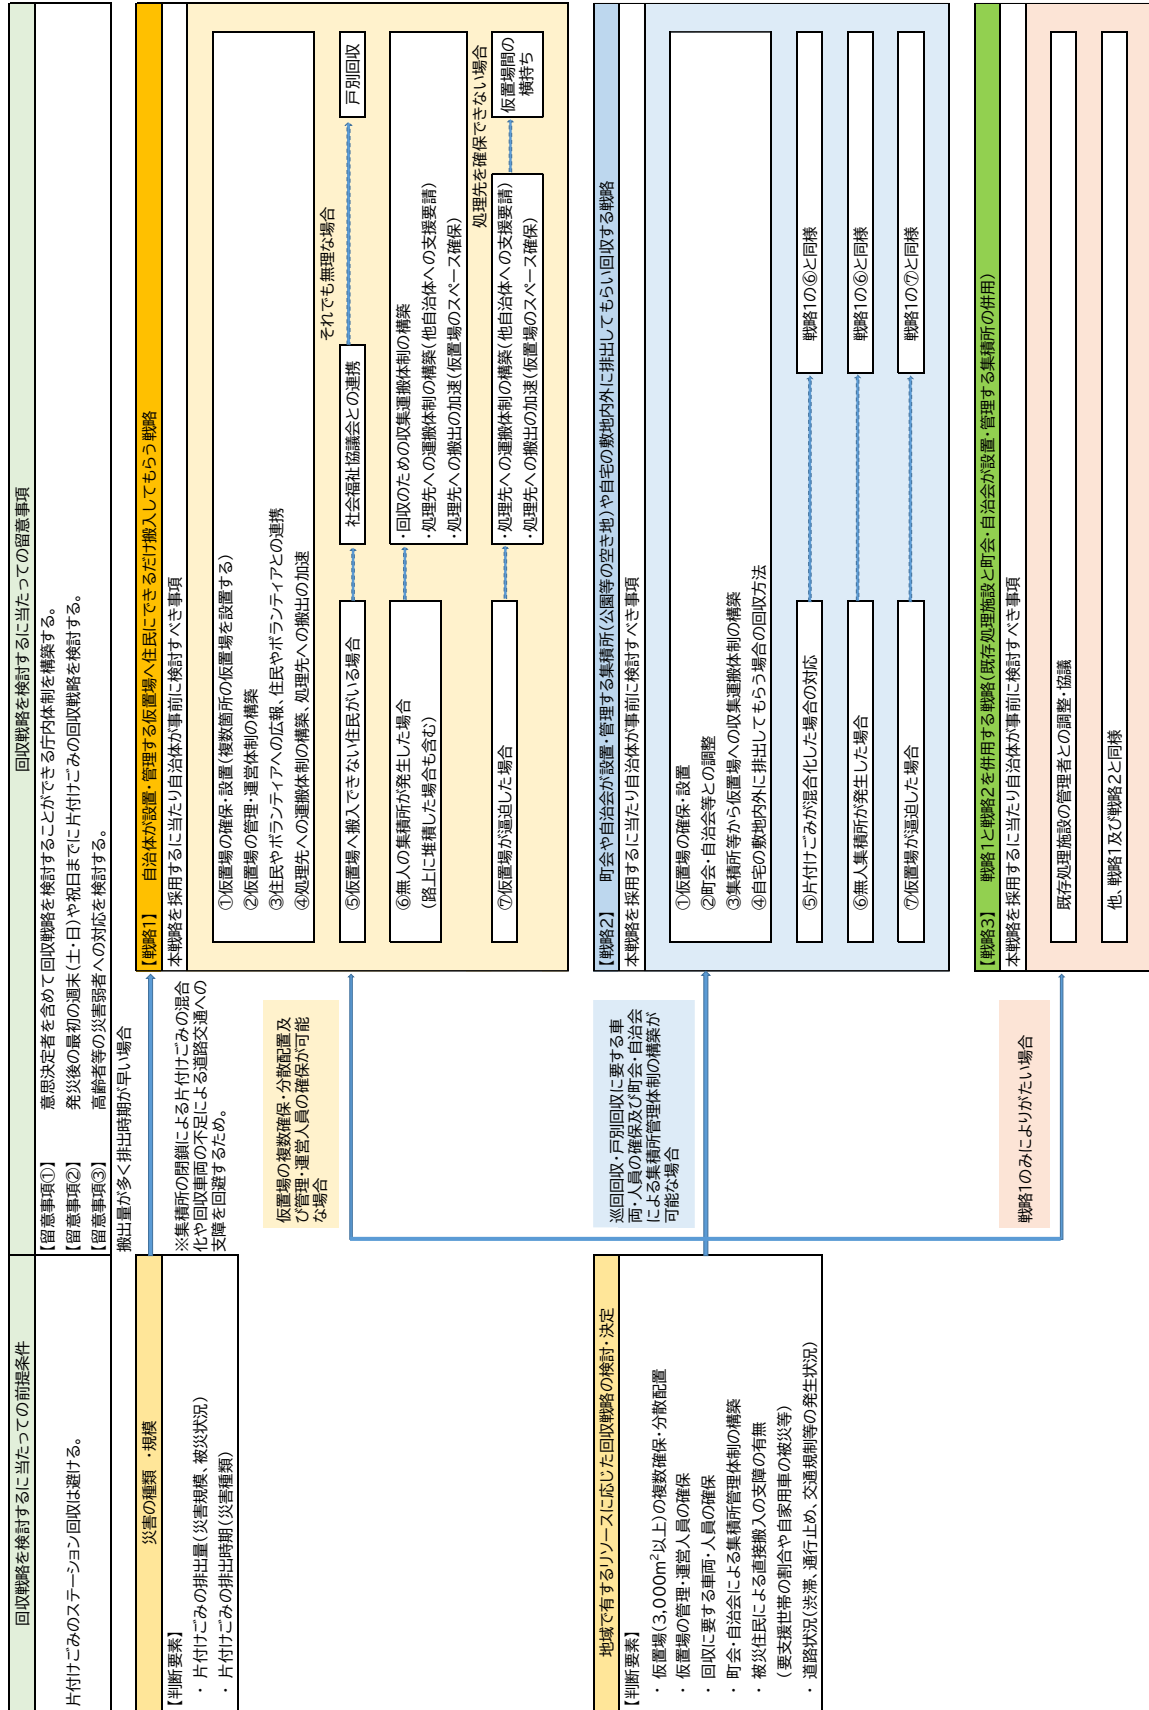 回収戦略を検討するに当たっての前提条件
片付けごみのステーション回収は避ける。
回収戦略を検討するに当たっての留意事項
【留意事項①】 意思決定者を含めて回収戦略を検討することができる庁内体制を構築する。
【留意事項②】 発災後の最初の週末(土・日)や祝日までに片付けごみの回収戦略を検討する。
【留意事項③】 高齢者等の災害弱者への対応を検討する。
災害の種類・規模
【判断要素】
・ 片付けごみの排出量(災害規模、被災状況)
・ 片付けごみの排出時期(災害種類)
搬出量が多く排出時期が早い場合
※集積所の閉鎖による片付けごみの混合
化や回収車両の不足による道路交通への
支障を回避するため。
【戦略1】 自治体が設置・管理する仮置場へ住民にできるだけ搬入してもらう戦略
本戦略を採用するに当たり自治体が事前に検討すべき事項
①仮置場の確保・設置(複数箇所の仮置場を設置する)
②仮置場の管理・運営体制の構築
③住民やボランティアへの広報、住民やボランティアとの連携
④処理先への運搬体制の構築、処理先への搬出の加速
⑤仮置場へ搬入できない住民がいる場合
社会福祉協議会との連携
それでも無理な場合
戸別回収
⑥無人の集積所が発生した場合
(路上に堆積した場合も含む)
・回収のための収集運搬体制の構築
・処理先への運搬体制の構築(他自治体への支援要請)
・処理先への搬出の加速(仮置場のスペース確保)
⑦仮置場が逼迫した場合
・処理先への運搬体制の構築(他自治体への支援要請)
・処理先への搬出の加速(仮置場のスペース確保)
処理先を確保できない場合
仮置場間の
横持ち
地域で有するリソースに応じた回収戦略の検討・決定
【判断要素】
・ 仮置場(3,000m²以上)の複数確保・分散配置
・ 仮置場の管理・運営人員の確保
・ 回収に要する車両・人員の確保
・ 町会・自治会による集積所管理体制の構築
・ 被災住民による直接搬入の支障の有無
(要支援世帯の割合や自家用車の被災等)
・ 道路状況(渋滞、通行止め、交通規制等の発生状況)
仮置場の複数確保・分散配置及
び管理・運営人員の確保が可能
な場合
巡回回収・戸別回収に要する車
両・人員の確保及び町会・自治会
による集積所管理体制の構築が
可能な場合
戦略1のみによりがたい場合
【戦略2】 町会や自治会が設置・管理する集積所(公園等の空き地)や自宅の敷地内外に排出してもらい回収する戦略
本戦略を採用するに当たり自治体が事前に検討すべき事項
①仮置場の確保・設置
②町会・自治会等との調整
③集積所等から仮置場への収集運搬体制の構築
④自宅の敷地内外に排出してもらう場合の回収方法
⑤片付けごみが混合化した場合の対応
戦略1の⑥と同様
⑥無人集積所が発生した場合
戦略1の⑥と同様
⑦仮置場が逼迫した場合
戦略1の⑦と同様
【戦略3】 戦略1と戦略2を併用する戦略(既存処理施設と町会・自治会が設置・管理する集積所の併用)
本戦略を採用するに当たり自治体が事前に検討すべき事項
既存処理施設の管理者との調整・協議
他、戦略1及び戦略2と同様